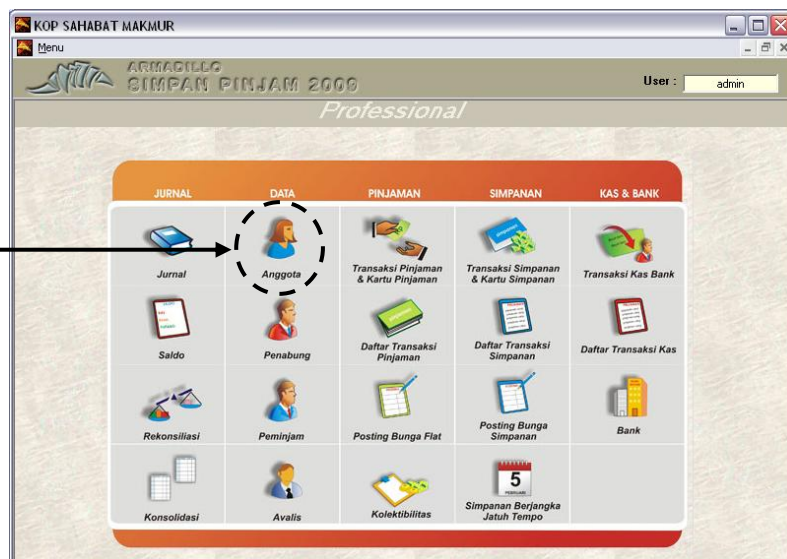 KOP SAHABAT MAKMUR
Menu
ARMADILLO
SIMPAN PINJAM 2008
User : admin
Professional
JURNAL DATA PINJAMAN SIMPANAN KAS & BANK
Jurnal
Anggota
Transaksi Pinjaman
& Kartu Pinjaman
Transaksi Simpanan
& Kartu Simpanan
Transaksi Kas Bank
Saldo
Penabung
Daftar Transaksi
Pinjaman
Daftar Transaksi
Simpanan
Daftar Transaksi Kas
Rekonsiliasi
Peminjam
Posting Bunga Flat
Posting Bunga
Simpanan
Bank
Konsolidasi
Avalis
Kolektibilitas
5
FEBRUARI
Simpanan Berjangka
Jatuh Tempo